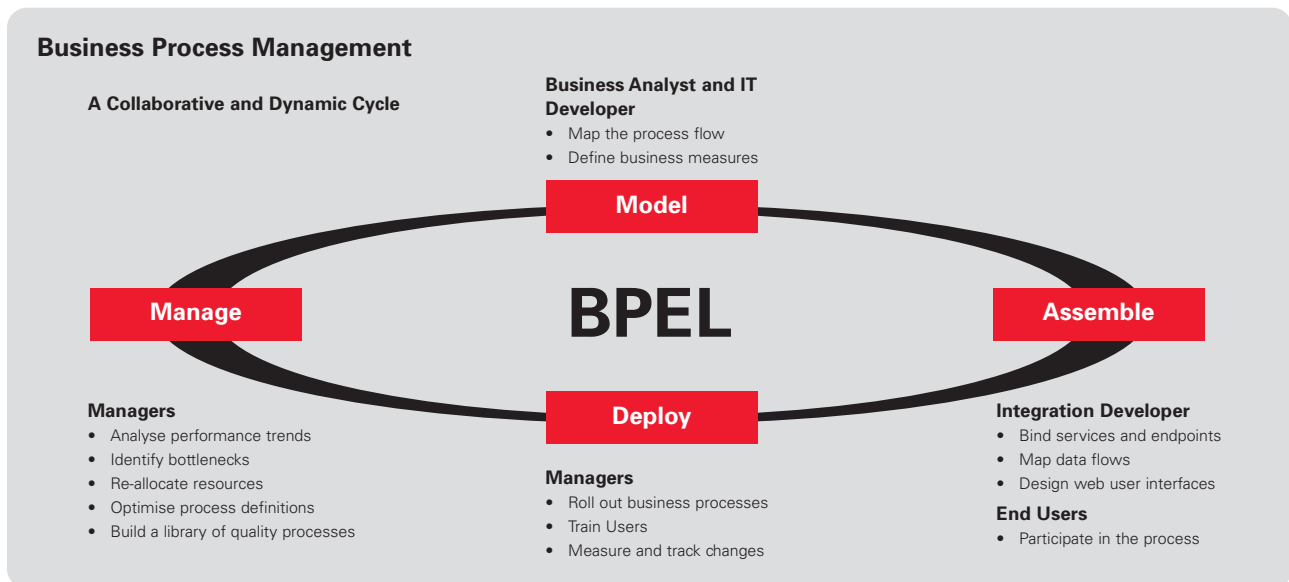 Business Process Management
A Collaborative and Dynamic Cycle
Business Analyst and IT
Developer
• Map the process flow
• Define business measures
Model
Manage
BPEL
Assemble
Deploy
Managers
• Analyse performance trends
• Identify bottlenecks
• Re-allocate resources
• Optimise process definitions
• Build a library of quality processes
Managers
• Roll out business processes
• Train Users
• Measure and track changes
Integration Developer
• Bind services and endpoints
• Map data flows
• Design web user interfaces
End Users
• Participate in the process